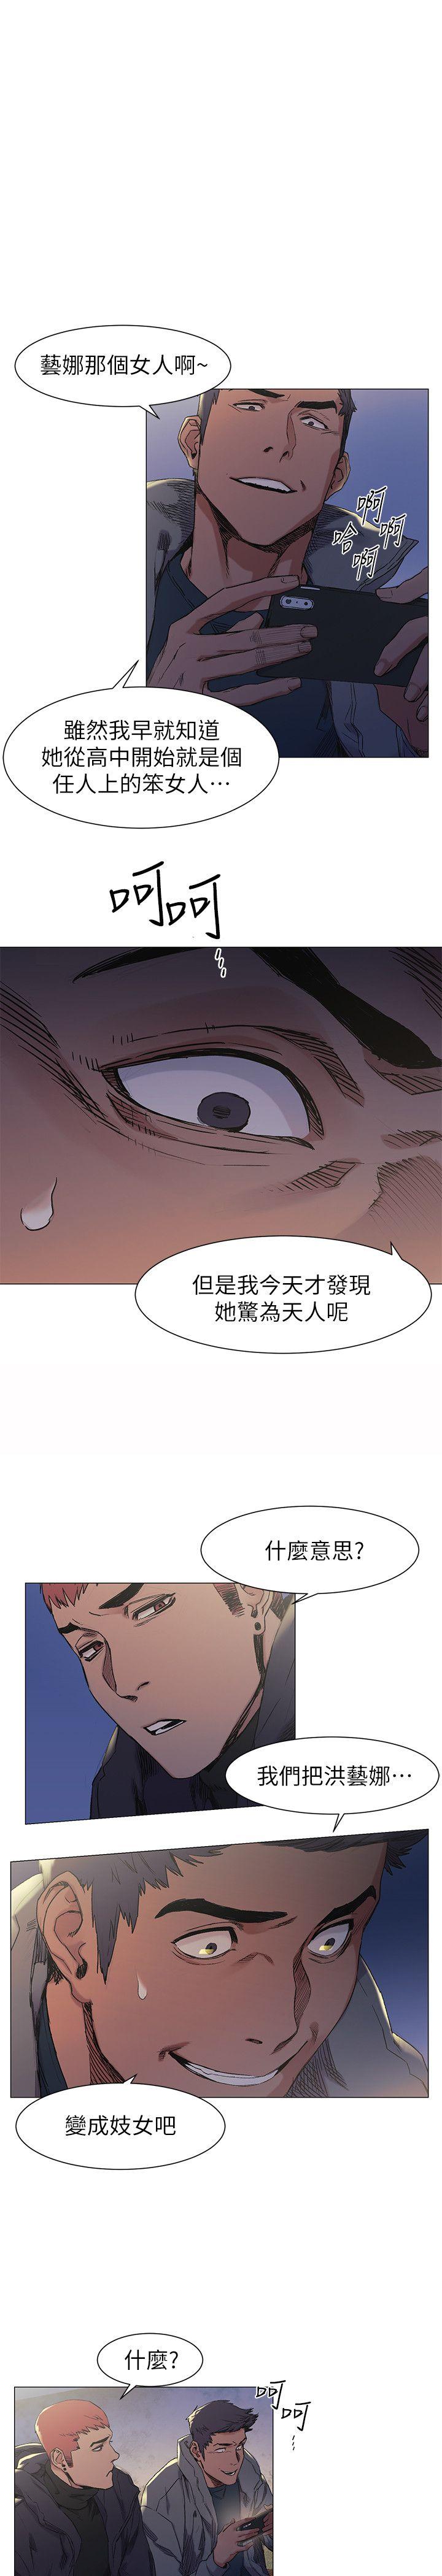 藝娜那個女人啊~
啊
啊
哈
啊
雖然我早就知道
她從高中開始就是個
任人上的笨女人…
呵呵
但是我今天才發現
她驚為天人呢
什麼意思?
我們把洪藝娜…
變成妓女吧
什麼?
呵
呵